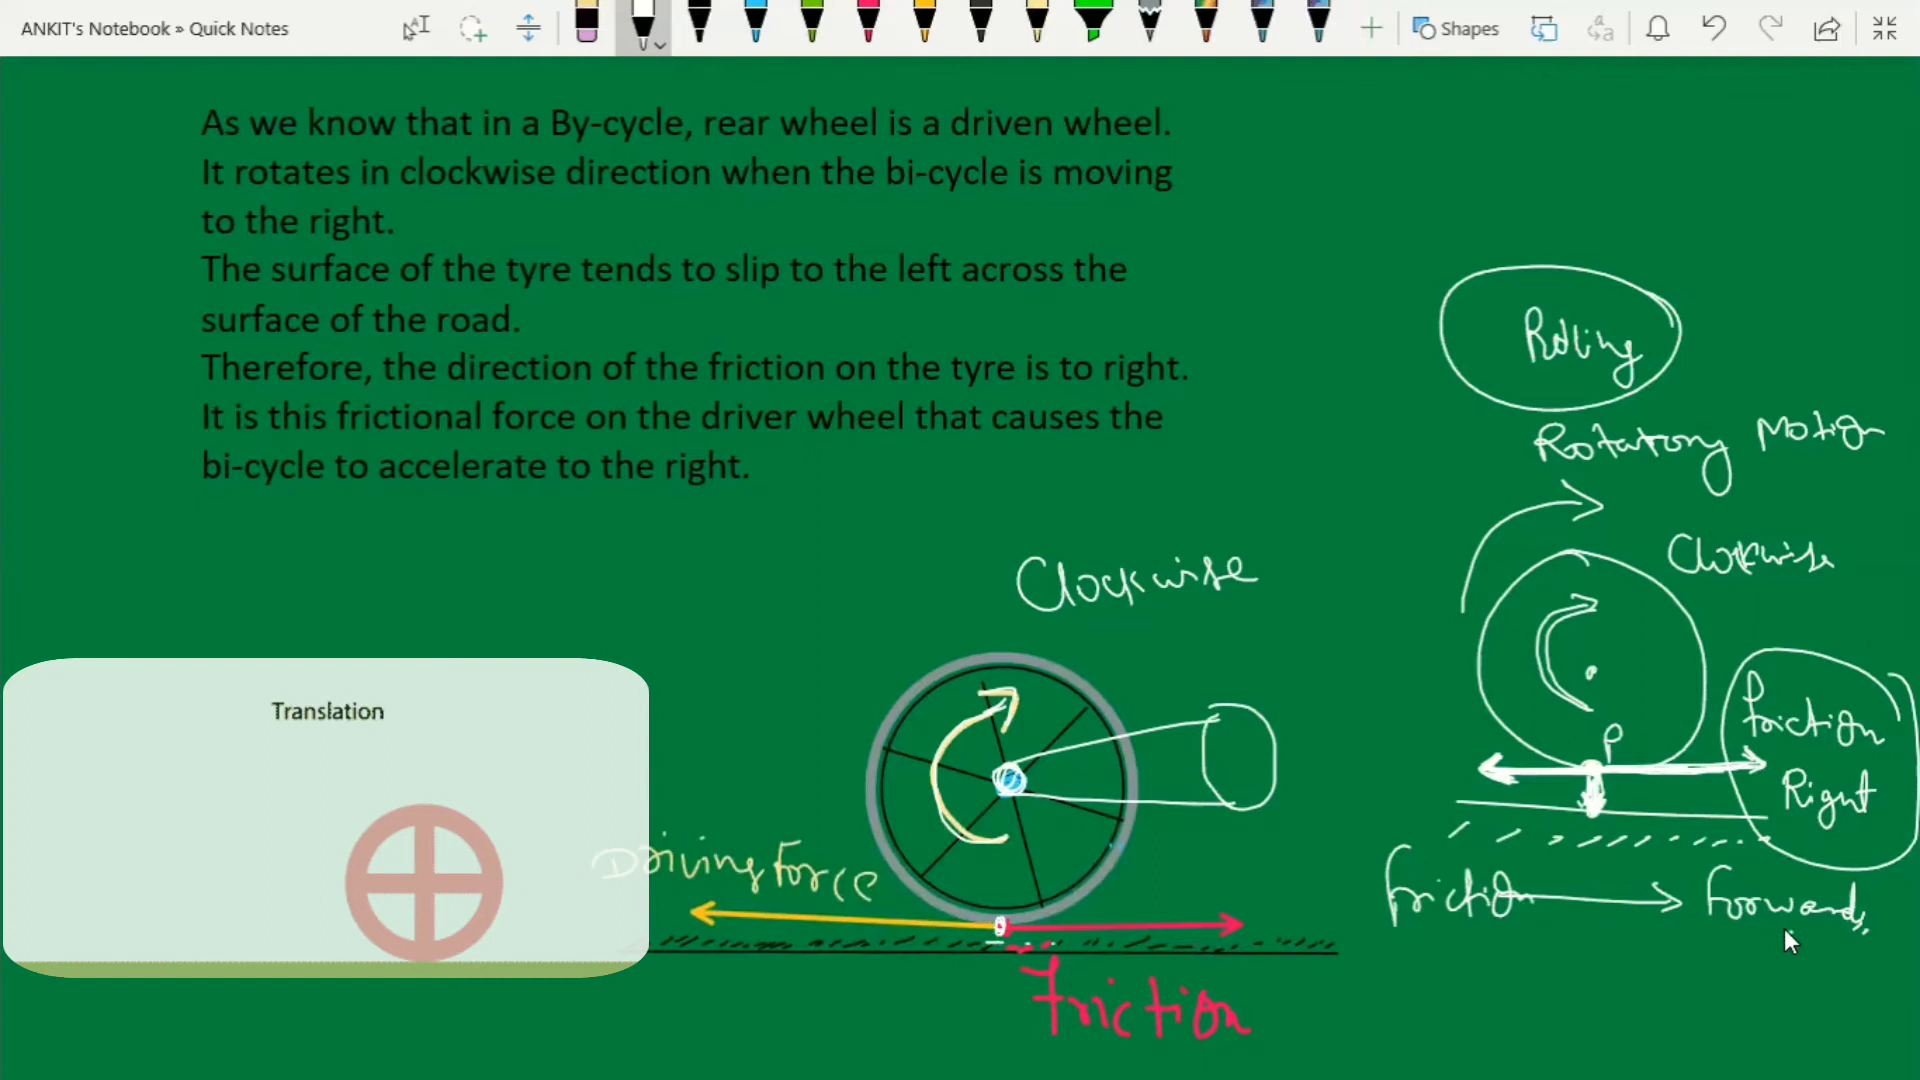 ANKIT's Notebook » Quick Notes
Shapes
As we know that in a By-cycle, rear wheel is a driven wheel.
It rotates in clockwise direction when the bi-cycle is moving
to the right.
The surface of the tyre tends to slip to the left across the
surface of the road.
Therefore, the direction of the friction on the tyre is to right.
It is this frictional force on the driver wheel that causes the
bi-cycle to accelerate to the right.
Rolling
Rotatory Motion
Clockwise
Clockwise
Translation
P
Friction
Right
Driving Force
Friction
Forwards,
Friction